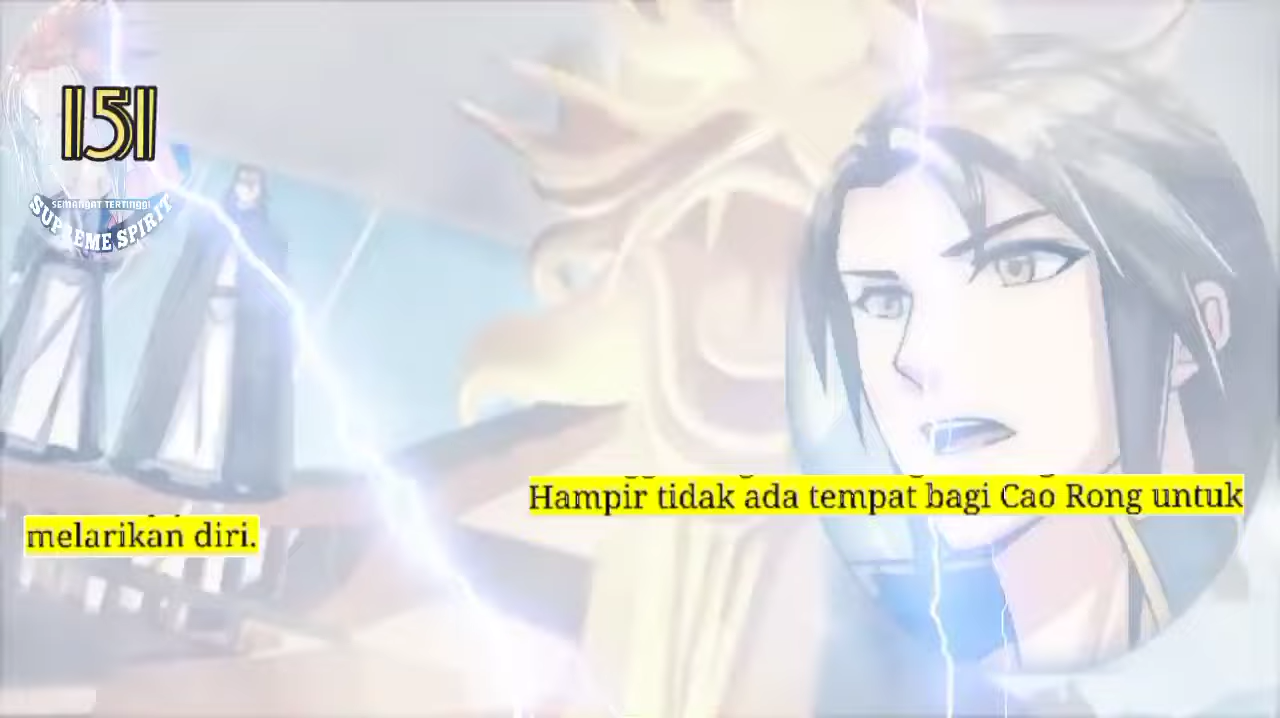 151
SEMANGAT TERTINGGI
SUPREME SPIRIT
Hampir tidak ada tempat bagi Cao Rong untuk
melarikan diri.